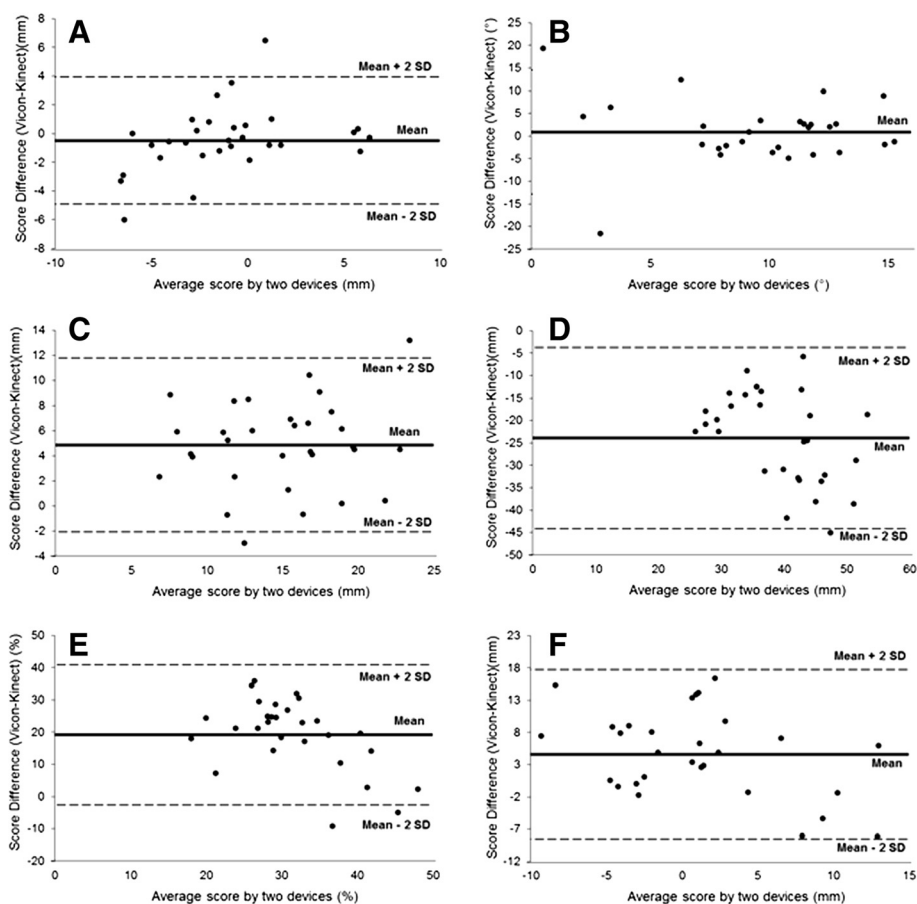 A
Score Difference (Vicon-Kinect)(mm)
8
6
4
2
0
-2
-4
-6
-8
Mean + 2 SD
Mean
Mean - 2 SD
-10 -5 0 5 10
Average score by two devices (mm)
B
Score Difference (Vicon-Kinect) (°)
25
20
15
10
5
0
-5
-10
-15
-20
-25
Mean
0 5 10 15
Average score by two devices (°)
C
Score Difference (Vicon-Kinect)(mm)
14
12
10
8
6
4
2
0
-2
-4
Mean + 2 SD
Mean
Mean - 2 SD
0 5 10 15 20 25
Average score by two devices (mm)
D
Score Difference (Vicon-Kinect)(mm)
0
-5
-10
-15
-20
-25
-30
-35
-40
-45
-50
Mean + 2 SD
Mean
Mean - 2 SD
0 10 20 30 40 50 60
Average score by two devices (mm)
E
Score Difference (Vicon-Kinect) (%)
50
40
30
20
10
0
-10
-20
Mean + 2 SD
Mean
Mean - 2 SD
0 10 20 30 40 50
Average score by two devices (%)
F
Score Difference (Vicon-Kinect)(mm)
23
18
13
8
3
-2
-7
-12
Mean + 2 SD
Mean
Mean - 2 SD
-10 -5 0 5 10 15
Average score by two devices (mm)